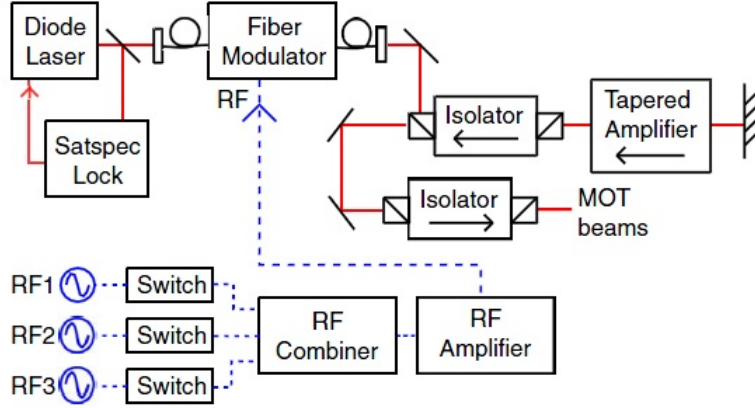 Diode
Laser
Fiber
Modulator
RF
Satspec
Lock
Isolator
Tapered
Amplifier
Isolator
MOT
beams
RF1
Switch
RF2
Switch
RF3
Switch
RF
Combiner
RF
Amplifier